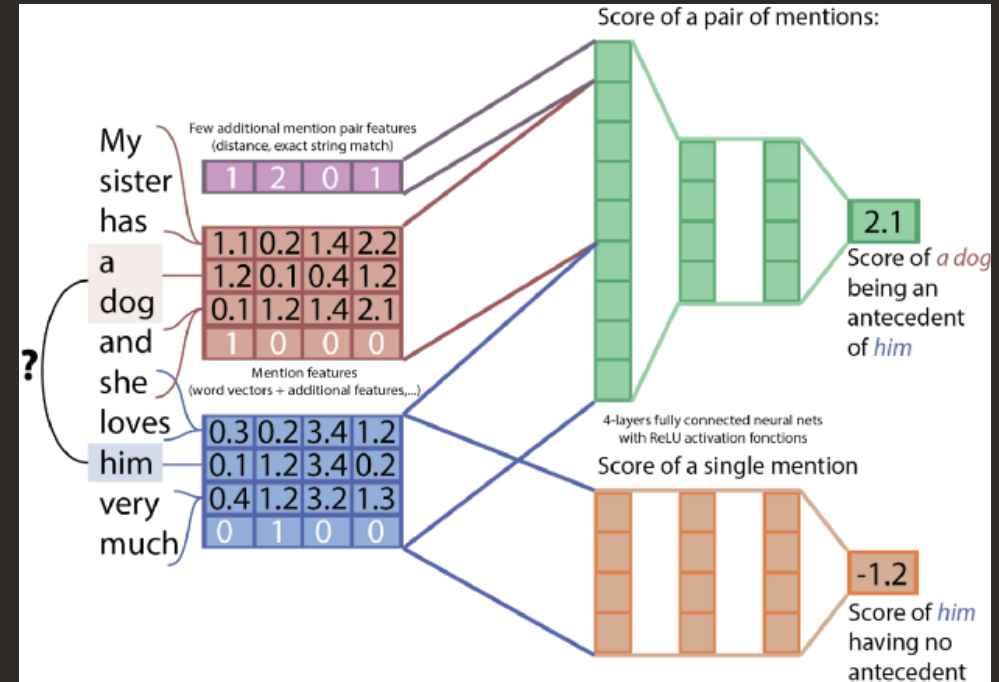 Score of a pair of mentions:
My
sister
has
a
dog
and
she
loves
him
very
much
?
Few additional mention pair features
(distance, exact string match)
1 2 0 1
1.1 0.2 1.4 2.2
1.2 0.1 0.4 1.2
0.1 1.2 1.4 2.1
1 0 0 0
Mention features
(word vectors + additional features,...)
0.3 0.2 3.4 1.2
0.1 1.2 3.4 0.2
0.4 1.2 3.2 1.3
0 1 0 0
2.1
Score of a dog
being an
antecedent
of him
4-layers fully connected neural nets
with ReLU activation fonctions
Score of a single mention
-1.2
Score of him
having no
antecedent